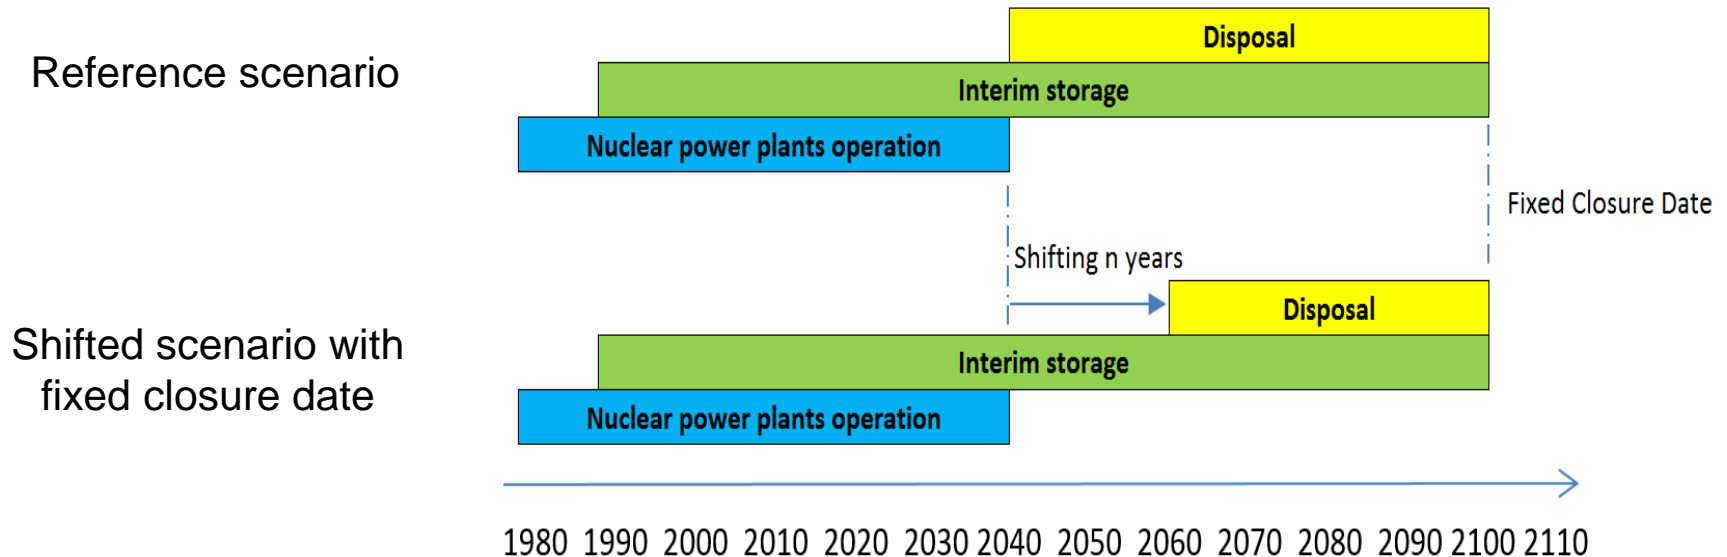 Disposal
Reference scenario
Interim storage
Nuclear power plants operation
Fixed Closure Date
Shifting n years
Disposal
Shifted scenario with
fixed closure date
Interim storage
Nuclear power plants operation
1980 1990 2000 2010 2020 2030 2040 2050 2060 2070 2080 2090 2100 2110